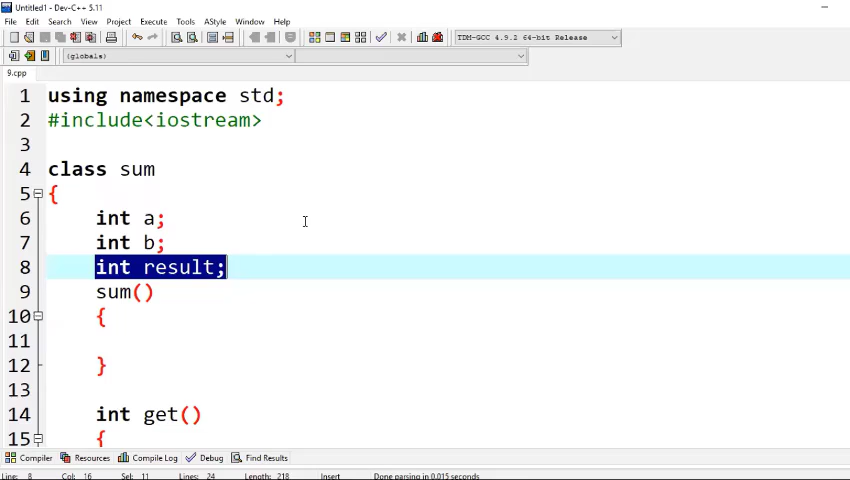 Untitled1 - Dev-C++ 5.11
File Edit Search View Project Execute Tools AStyle Window Help
TDM-GCC 4.9.2 64-bit Release
(globals)
9.cpp
1 using namespace std;
2 #include<iostream>
3
4 class sum
5 {
6 int a;
7 int b;
8 int result;
9 sum()
10 {
11
12 }
13
14 int get()
15 {
Compiler Resources Compile Log Debug Find Results
Line: 8 Col: 16 Sel: 11 Lines: 24 Length: 218 Insert Done parsing in 0.015 seconds